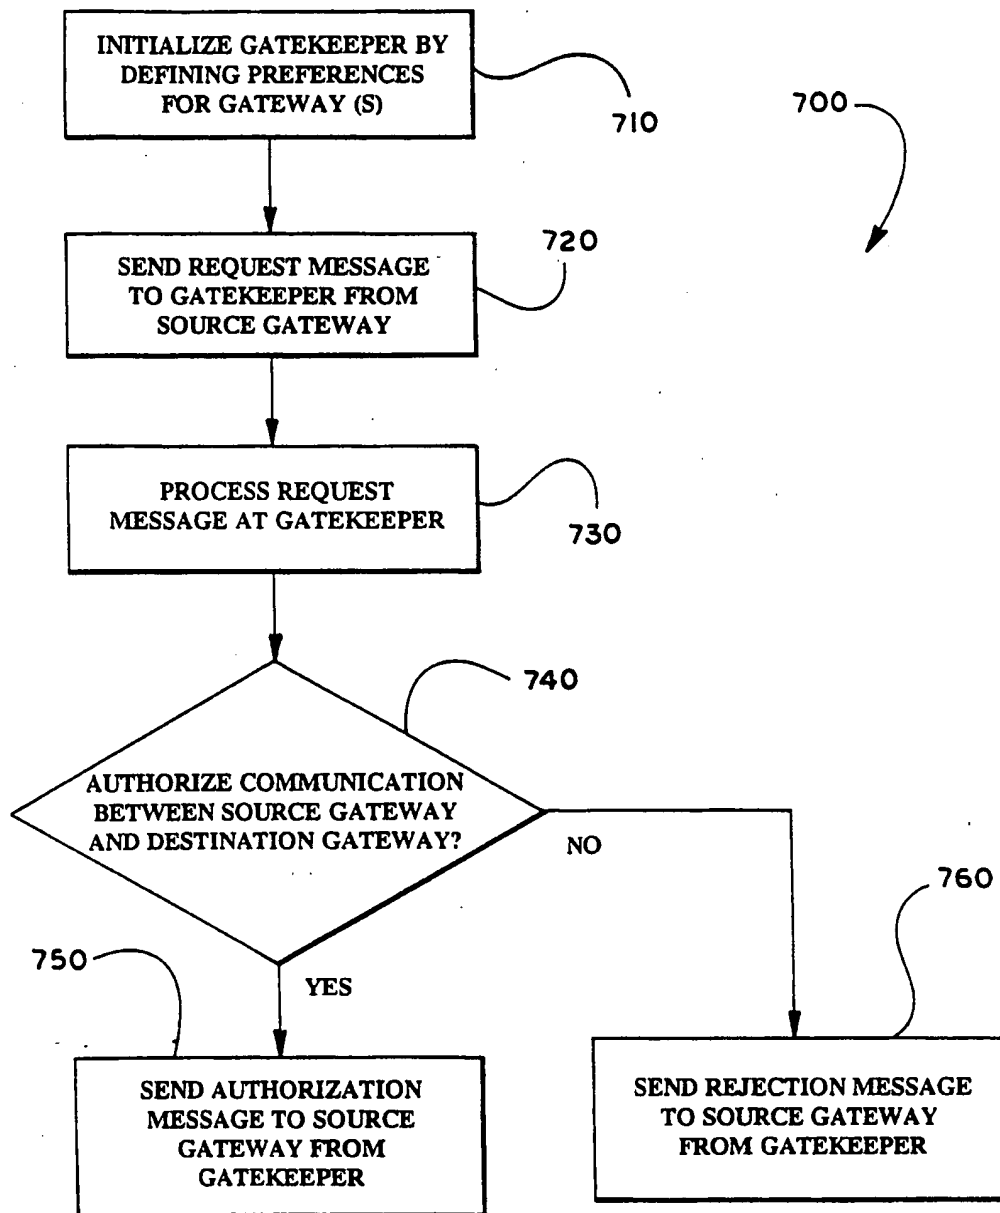 INITIALIZE GATEKEEPER BY
DEFINING PREFERENCES
FOR GATEWAY (S)
710
700
SEND REQUEST MESSAGE
TO GATEKEEPER FROM
SOURCE GATEWAY
720
PROCESS REQUEST
MESSAGE AT GATEKEEPER
730
740
AUTHORIZE COMMUNICATION
BETWEEN SOURCE GATEWAY
AND DESTINATION GATEWAY?
NO
YES
750
SEND AUTHORIZATION
MESSAGE TO SOURCE
GATEWAY FROM
GATEKEEPER
760
SEND REJECTION MESSAGE
TO SOURCE GATEWAY
FROM GATEKEEPER